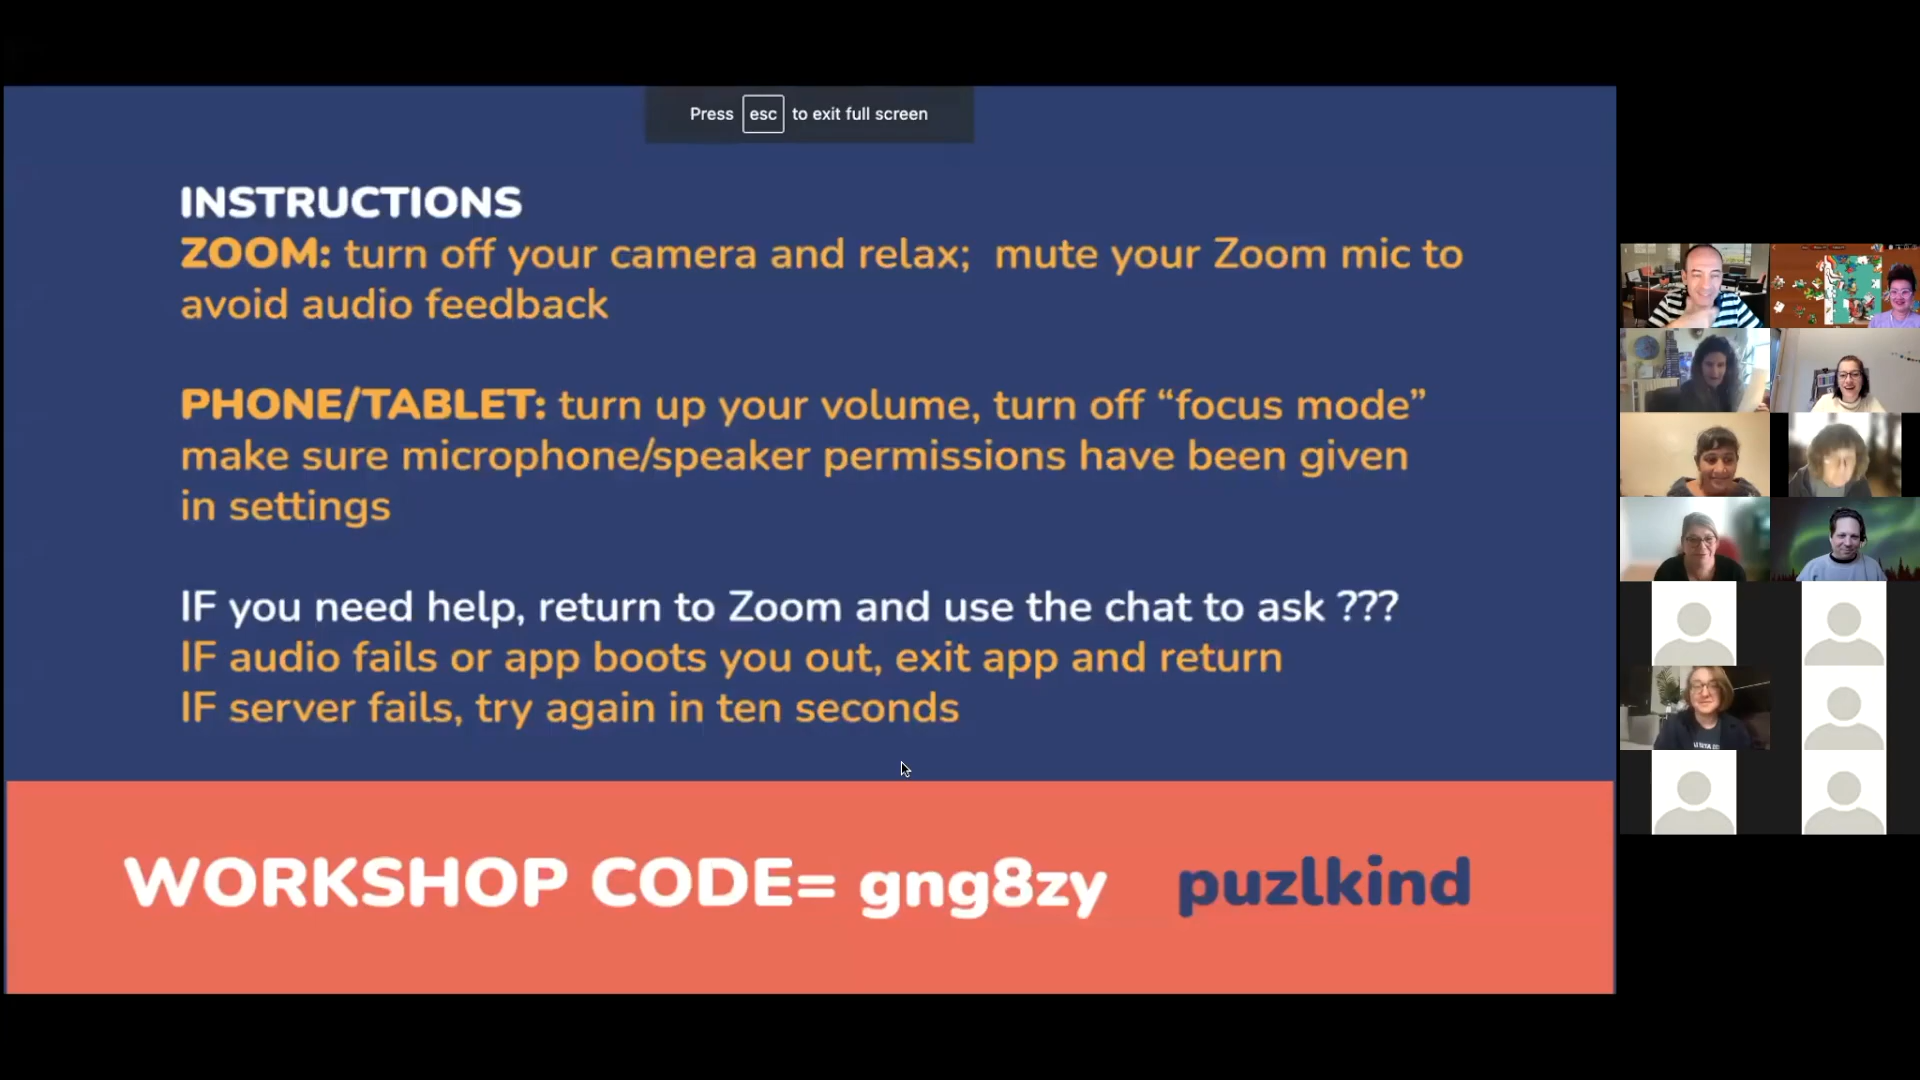 Press esc to exit full screen
INSTRUCTIONS
ZOOM: turn off your camera and relax;  mute your Zoom mic to
avoid audio feedback
PHONE/TABLET: turn up your volume, turn off “focus mode”
make sure microphone/speaker permissions have been given
in settings
IF you need help, return to Zoom and use the chat to ask ???
IF audio fails or app boots you out, exit app and return
IF server fails, try again in ten seconds
WORKSHOP CODE= gng8zy puzlkind